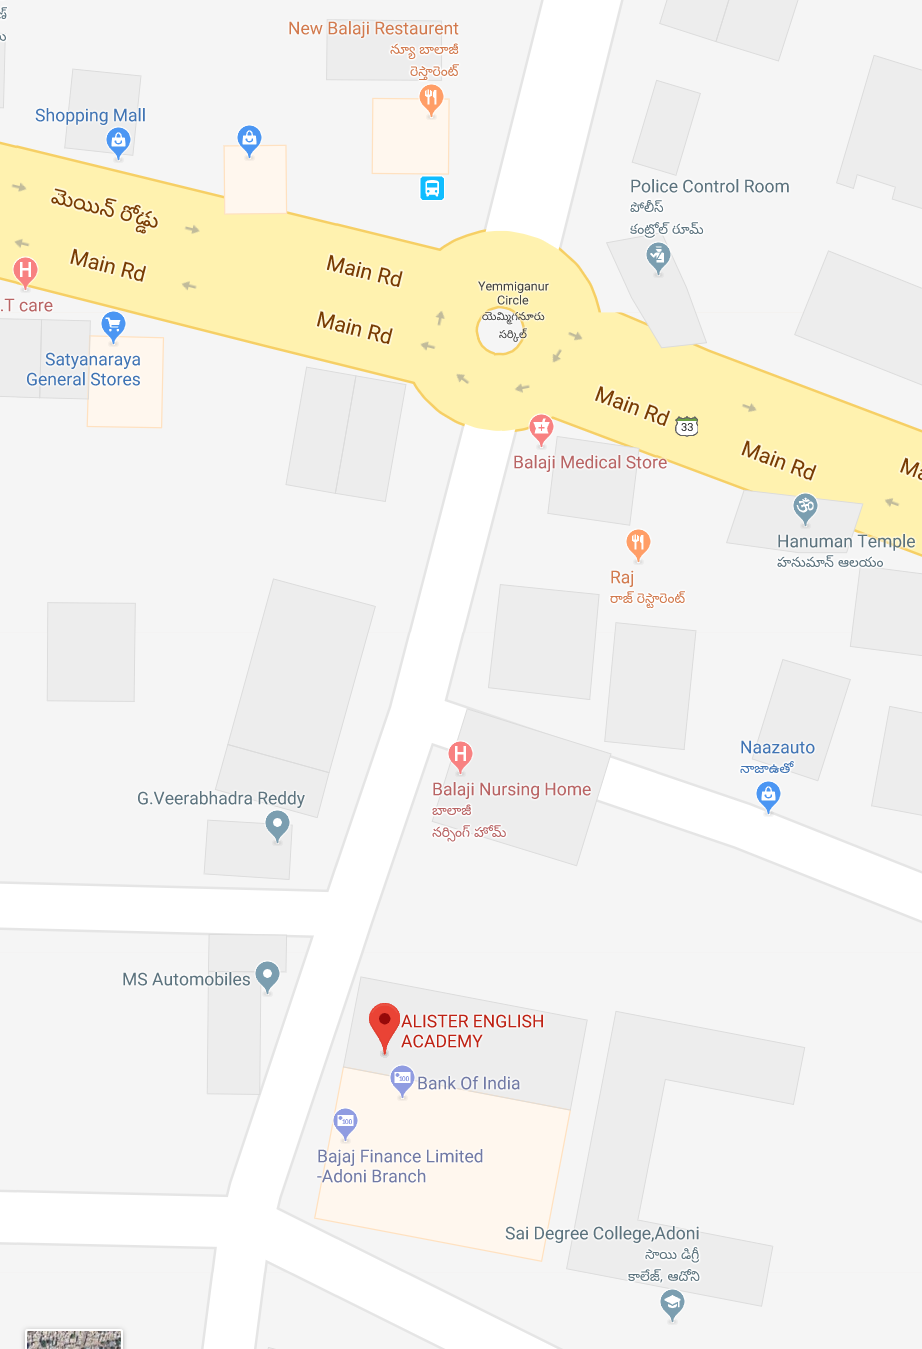 New Balaji Restaurent
న్యూ బాలాజీ
రెస్తారెంట్
Shopping Mall
Police Control Room
పోలీస్
కంట్రోల్ రూమ్
మెయిన్ రోడ్డు
Main Rd
Main Rd
Main Rd
Yemmiganur
Circle
యెమ్మిగనూరు
సర్కిల్
.T care
Satyanaraya
General Stores
Main Rd
33
Main Rd
Balaji Medical Store
Hanuman Temple
హనుమాన్ ఆలయం
Raj
రాజ్ రెస్టారెంట్
Naazauto
నాజాఉతో
Balaji Nursing Home
బాలాజీ
నర్సింగ్ హోమ్
G.Veerabhadra Reddy
MS Automobiles
ALISTER ENGLISH
ACADEMY
Bank Of India
Bajaj Finance Limited
-Adoni Branch
Sai Degree College,Adoni
సాయి డిగ్రీ
కాలేజ్, ఆదోని